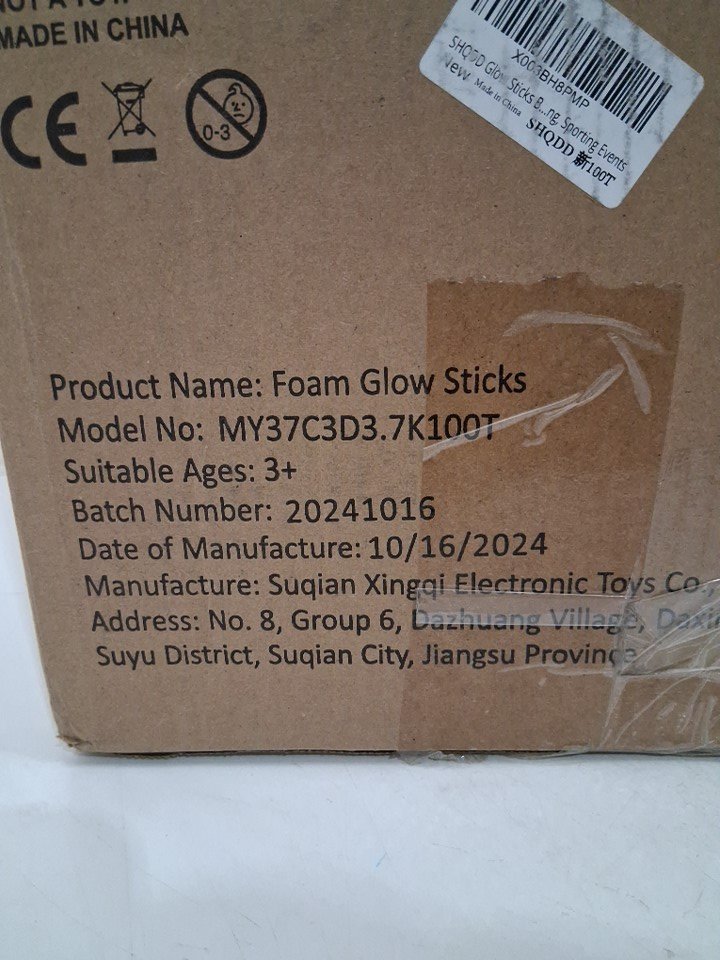 NOT A TOY.
MADE IN CHINA
CE
0-3
SHQDD Glow Sticks B...ng, Sporting Events
New Made in China SHQDD 新100T
Product Name: Foam Glow Sticks
Model No: MY37C3D3.7K100T
Suitable Ages: 3+
Batch Number: 20241016
Date of Manufacture: 10/16/2024
Manufacture: Suqian Xingqi Electronic Toys Co.,
Address: No. 8, Group 6, Dazhuang Village,
Suyu District, Suqian City, Jiangsu Province